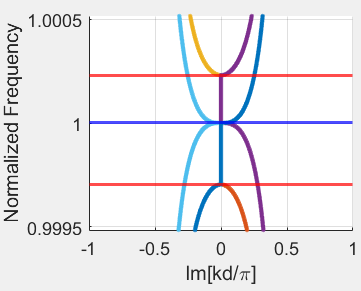 1.0005
Normalized Frequency
1
0.9995
-1 -0.5 0 0.5 1
Im[kd/π]